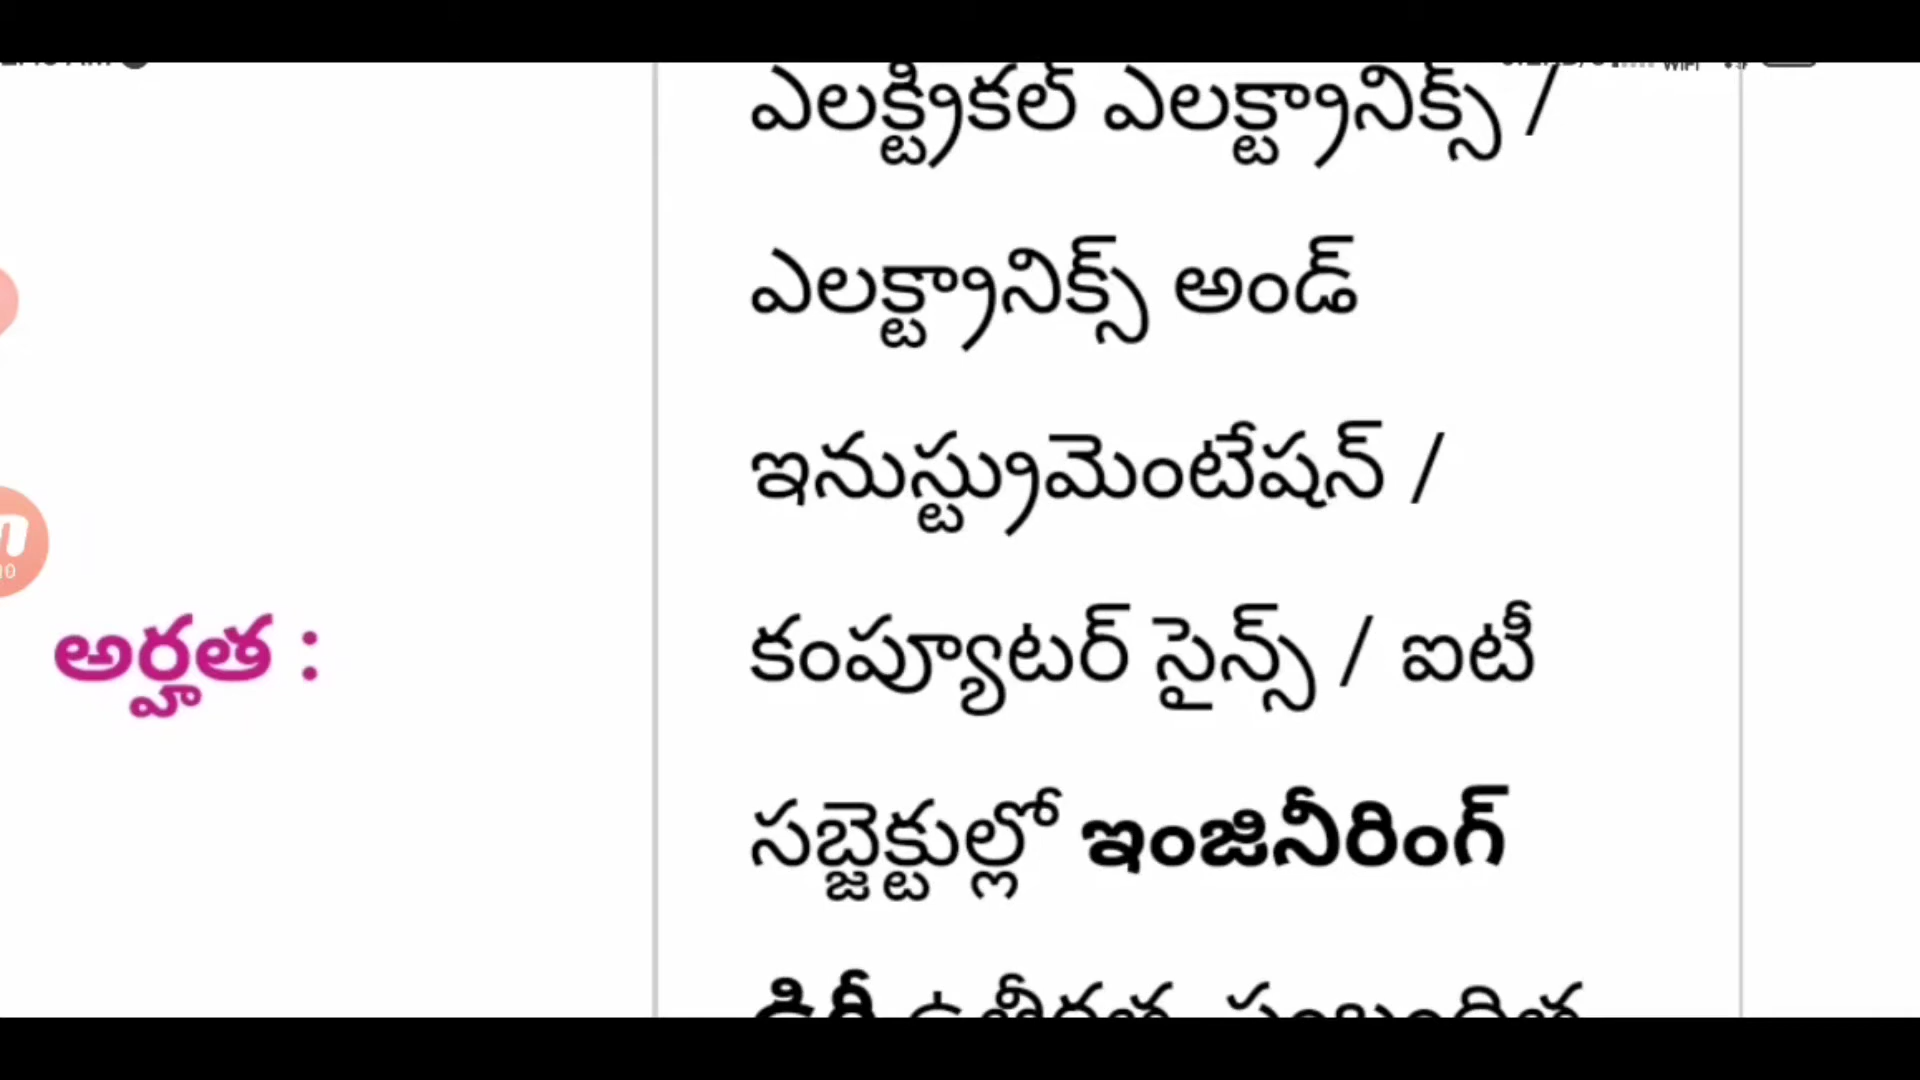 ఎలక్ట్రికల్ ఎలక్ట్రానిక్స్ /
ఎలక్ట్రానిక్స్ అండ్
ఇనుస్ట్రుమెంటేషన్ /
అర్హత :
కంప్యూటర్ సైన్స్ / ఐటీ
సబ్జెక్టుల్లో ఇంజినీరింగ్